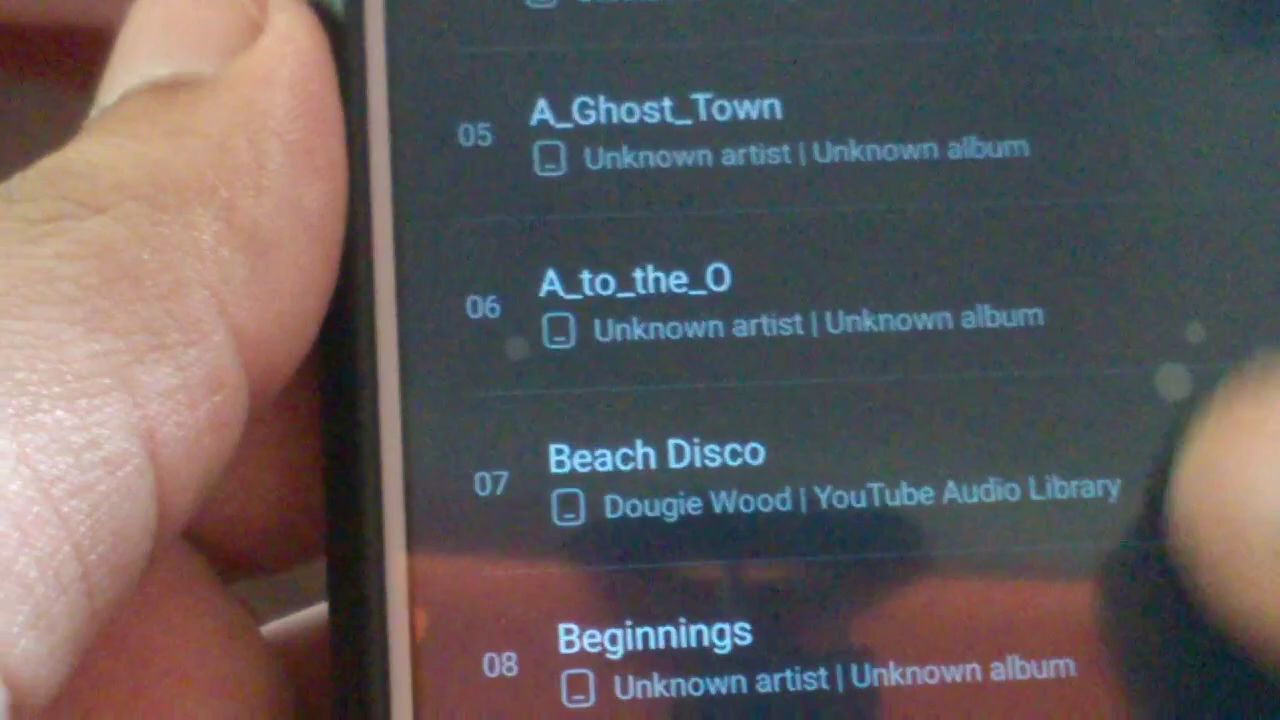 05
A_Ghost_Town
Unknown artist | Unknown album
06
A_to_the_O
Unknown artist | Unknown album
07
Beach Disco
Dougie Wood | YouTube Audio Library
08
Beginnings
Unknown artist | Unknown album